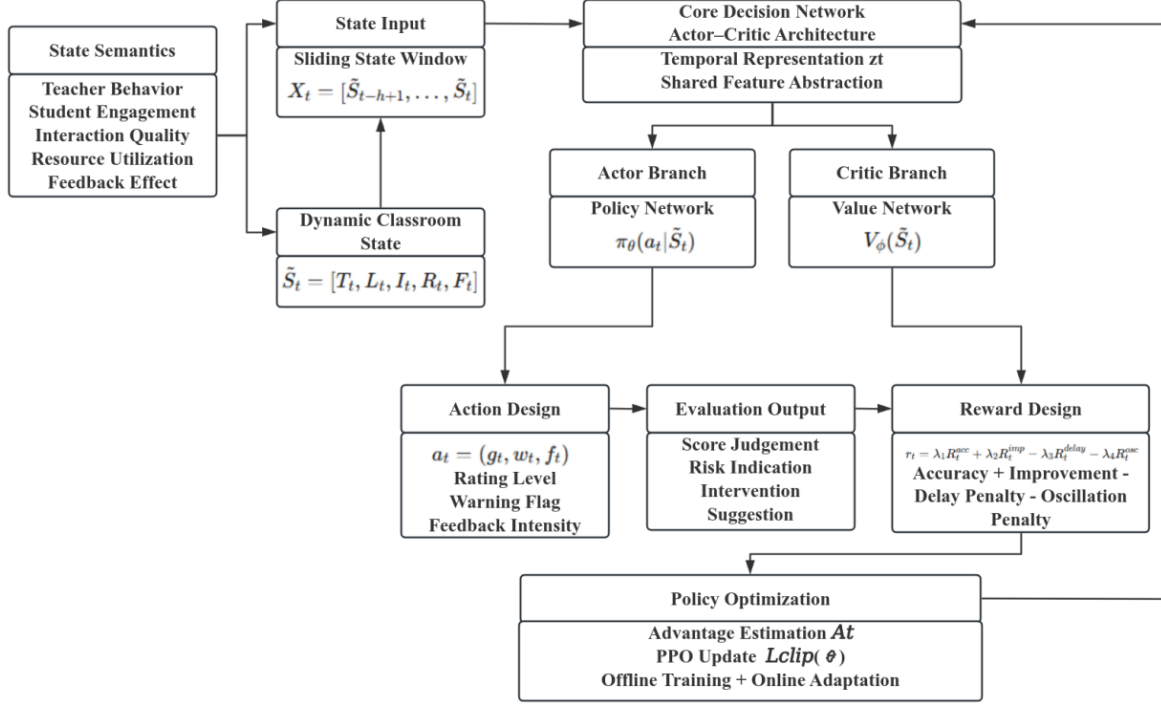 State Semantics
Teacher Behavior
Student Engagement
Interaction Quality
Resource Utilization
Feedback Effect
State Input
Sliding State Window
X_t = [S̃_{t−h+1}, . . . , S̃_t]
Dynamic Classroom
State
S̃_t = [T_t, L_t, I_t, R_t, F_t]
Core Decision Network
Actor–Critic Architecture
Temporal Representation zt
Shared Feature Abstraction
Actor Branch
Policy Network
π_θ(a_t|S̃_t)
Critic Branch
Value Network
V_ϕ(S̃_t)
Action Design
a_t = (g_t, w_t, f_t)
Rating Level
Warning Flag
Feedback Intensity
Evaluation Output
Score Judgement
Risk Indication
Intervention
Suggestion
Reward Design
r_t = λ_1R_t^{acc} + λ_2R_t^{imp} − λ_3R_t^{delay} − λ_4R_t^{osc}
Accuracy + Improvement -
Delay Penalty - Oscillation
Penalty
Policy Optimization
Advantage Estimation At
PPO Update Lclip( θ )
Offline Training + Online Adaptation